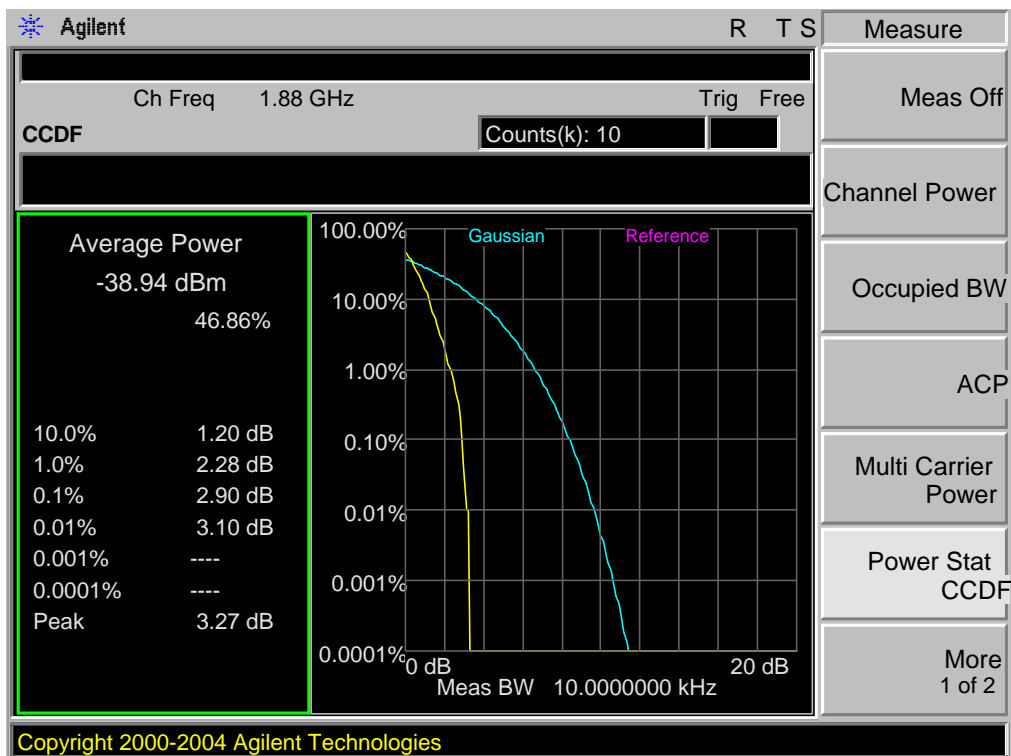 Agilent
R T S
Measure
Ch Freq 1.88 GHz
Trig Free
CCDF
Counts(k): 10
Average Power
-38.94 dBm
46.86%
10.0% 1.20 dB
1.0% 2.28 dB
0.1% 2.90 dB
0.01% 3.10 dB
0.001% ----
0.0001% ----
Peak 3.27 dB
Gaussian
Reference
100.00%
10.00%
1.00%
0.10%
0.01%
0.001%
0.0001%
0 dB
20 dB
Meas BW 10.0000000 kHz
Meas Off
Channel Power
Occupied BW
ACP
Multi Carrier
Power
Power Stat
CCDF
More
1 of 2
Copyright 2000-2004 Agilent Technologies